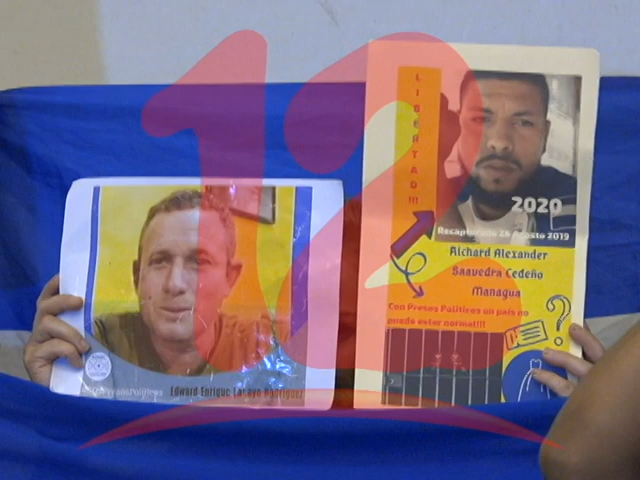 12
LIBERTAD!!!
2020
Recapturado 26 Agosto 2019
Richard Alexander
Saavedra Cedeño
Managua
Con Presos Políticos un país no
puede estar normal!!!
Edward Enrique Lacayo Rodríguez